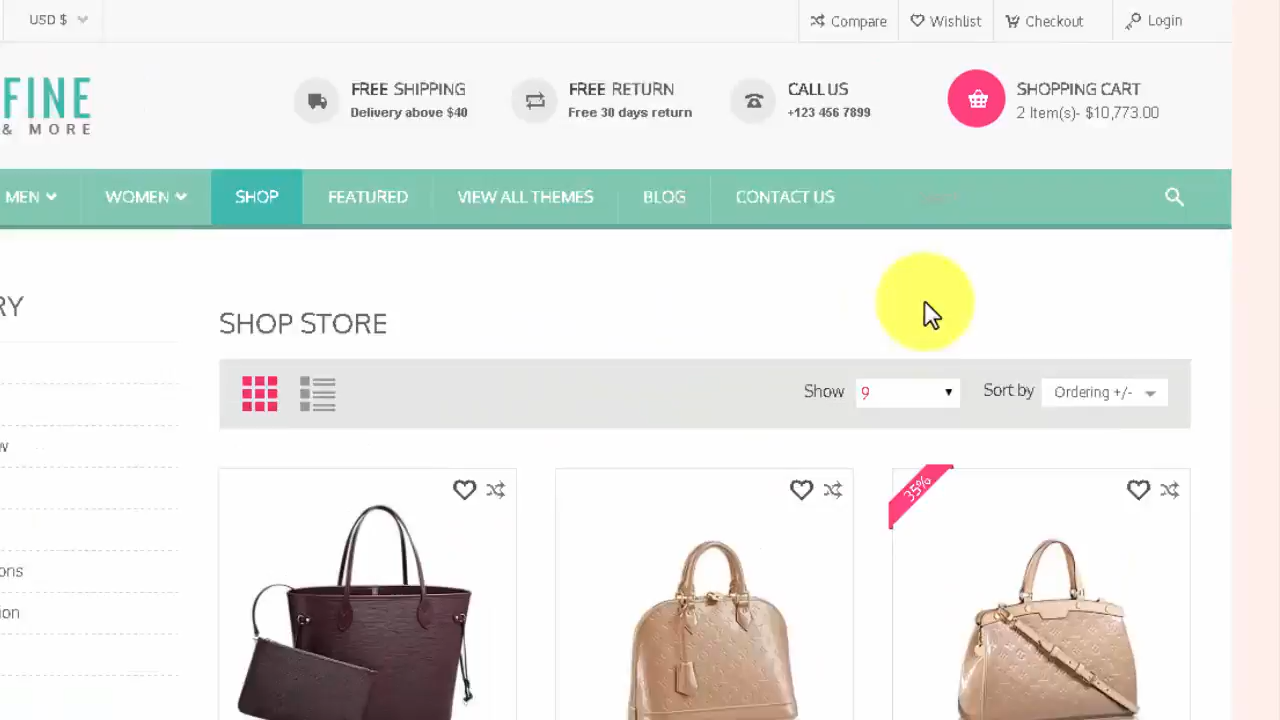 USD $
Compare
Wishlist
Checkout
Login
FINE
& MORE
FREE SHIPPING
Delivery above $40
FREE RETURN
Free 30 days return
CALL US
+123 456 7899
SHOPPING CART
2 Item(s)- $10,773.00
MEN
WOMEN
SHOP
FEATURED
VIEW ALL THEMES
BLOG
CONTACT US
RY
SHOP STORE
Show
9
Sort by
Ordering +/-
w
ons
ion
35%